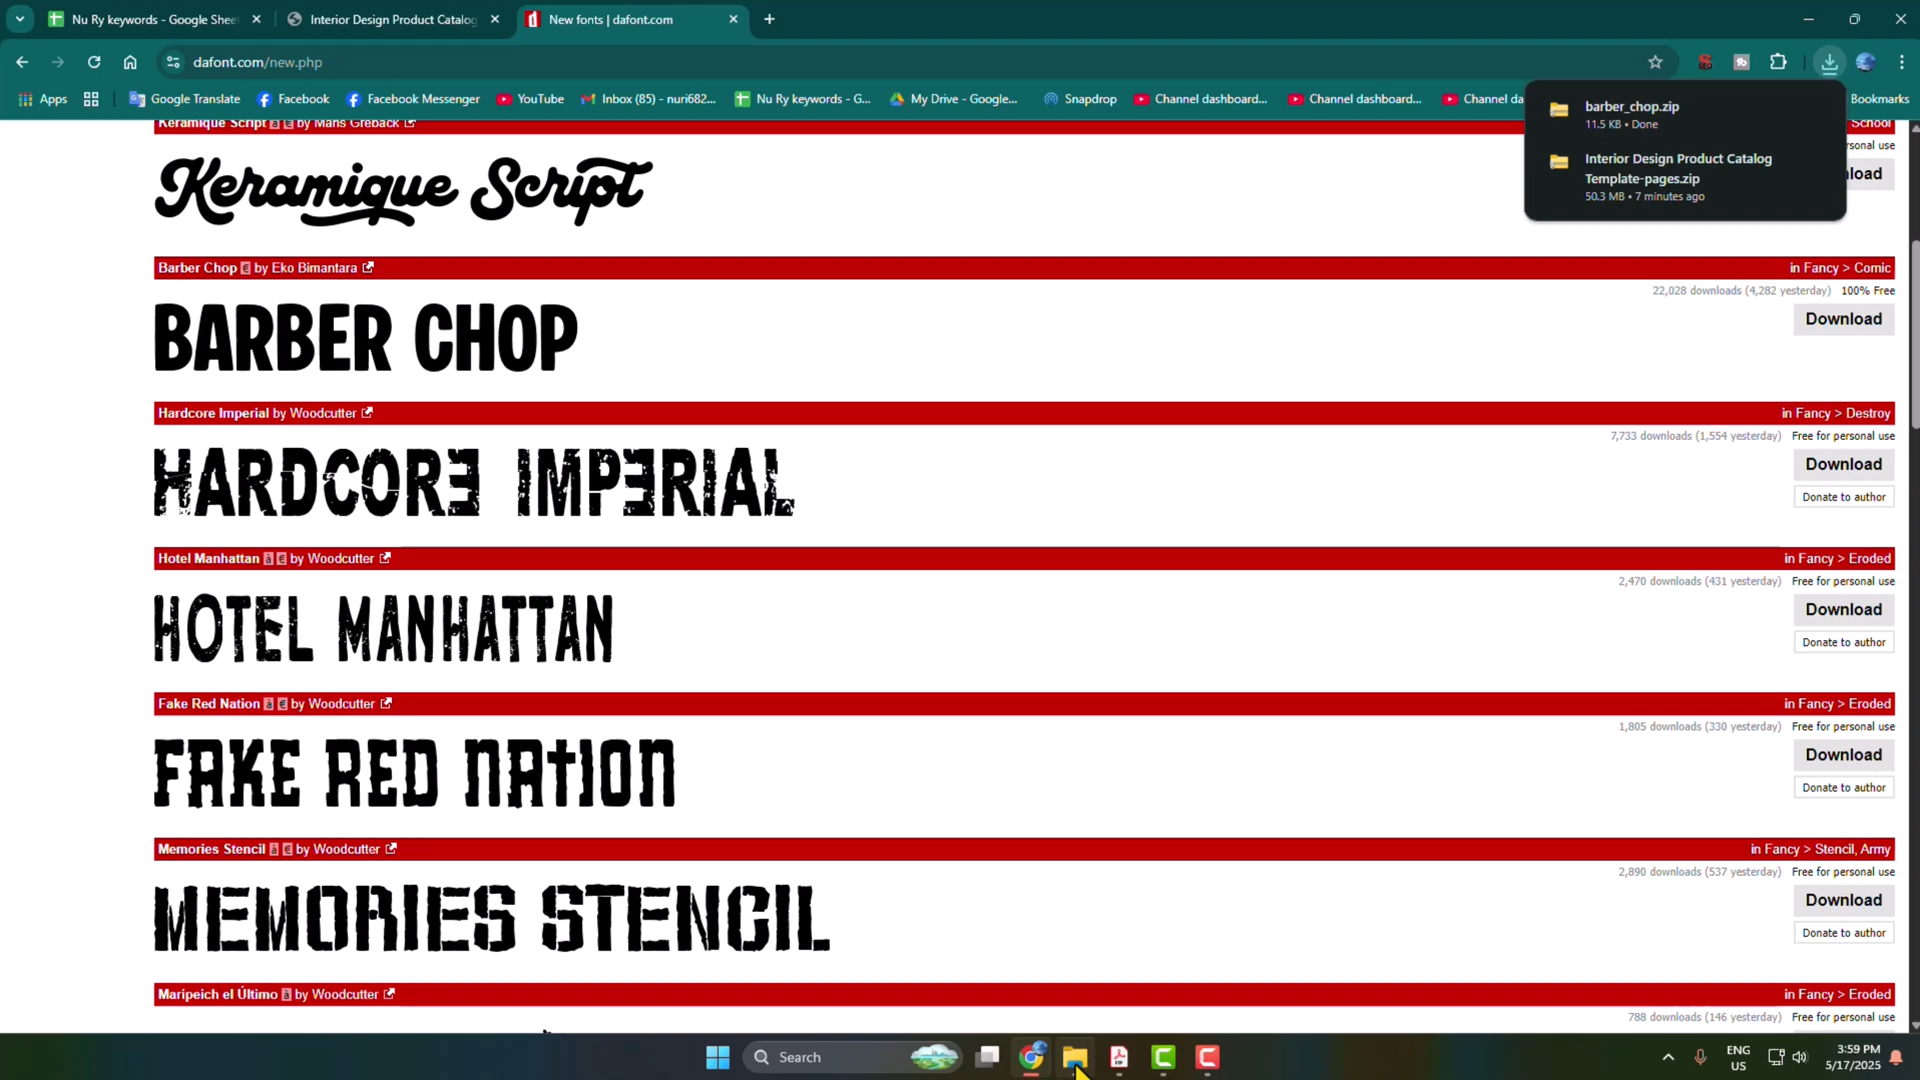 Nu Ry keywords - Google Shee
Interior Design Product Catalog
New fonts | dafont.com
dafont.com/new.php
Apps
Google Translate
Facebook
Facebook Messenger
YouTube
Inbox (85) - nuri682...
Nu Ry keywords - G...
My Drive - Google...
Snapdrop
Channel dashboard...
Channel dashboard...
Channel da
Bookmarks
barber_chop.zip
11.5 KB • Done
Interior Design Product Catalog
Template-pages.zip
50.3 MB • 7 minutes ago
Keramique Script à € by Måns Grebäck
School
rsonal use
load
Keramique Script
Barber Chop € by Eko Bimantara
in Fancy > Comic
22,028 downloads (4,282 yesterday) 100% Free
Download
BARBER CHOP
Hardcore Imperial by Woodcutter
in Fancy > Destroy
7,733 downloads (1,554 yesterday) Free for personal use
Download
Donate to author
HARDCORE IMPERIAL
Hotel Manhattan à € by Woodcutter
in Fancy > Eroded
2,470 downloads (431 yesterday) Free for personal use
Download
Donate to author
HOTEL MANHATTAN
Fake Red Nation à € by Woodcutter
in Fancy > Eroded
1,805 downloads (330 yesterday) Free for personal use
Download
Donate to author
FAKE RED NATION
Memories Stencil à € by Woodcutter
in Fancy > Stencil, Army
2,890 downloads (537 yesterday) Free for personal use
Download
Donate to author
MEMORIES STENCIL
Maripeich el Último à by Woodcutter
in Fancy > Eroded
788 downloads (146 yesterday) Free for personal use
Search
ENG
US
3:59 PM
5/17/2025